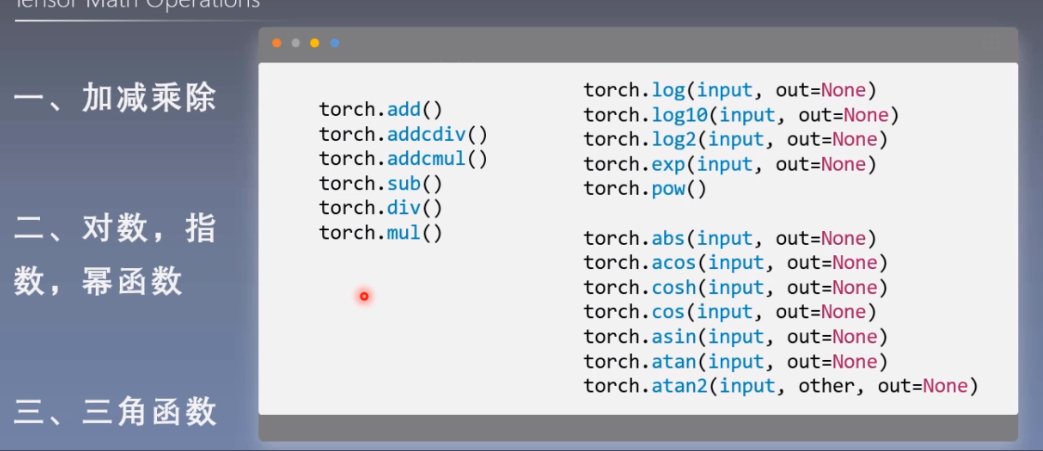 Tensor Math Operations
一、加减乘除
二、对数，指
数，幂函数
三、三角函数
torch.add()
torch.addcdiv()
torch.addcmul()
torch.sub()
torch.div()
torch.mul()
torch.log(input, out=None)
torch.log10(input, out=None)
torch.log2(input, out=None)
torch.exp(input, out=None)
torch.pow()
torch.abs(input, out=None)
torch.acos(input, out=None)
torch.cosh(input, out=None)
torch.cos(input, out=None)
torch.asin(input, out=None)
torch.atan(input, out=None)
torch.atan2(input, other, out=None)